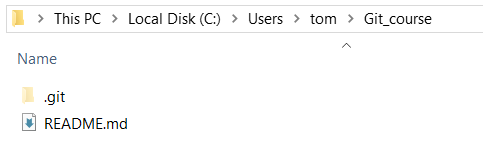 This PC > Local Disk (C:) > Users > tom > Git_course
Name
.git
README.md